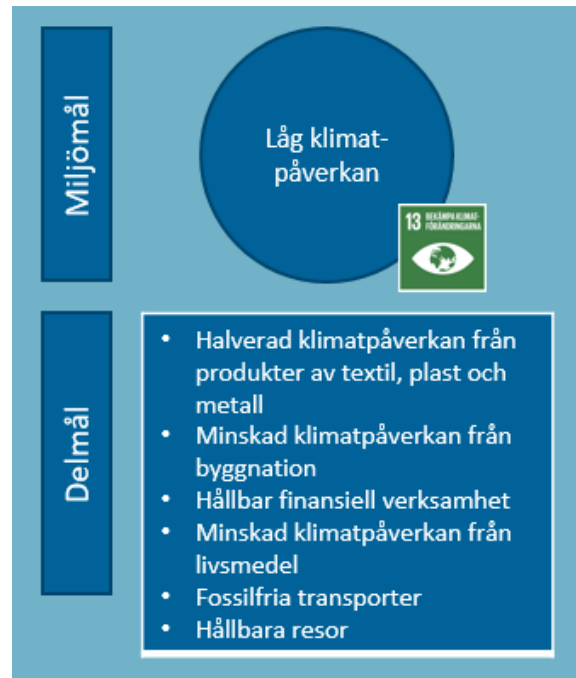 Miljömål
Låg klimat-
påverkan
13 BEKÄMPA KLIMAT-
FÖRÄNDRINGARNA
Delmål
• Halverad klimatpåverkan från
produkter av textil, plast och
metall
• Minskad klimatpåverkan från
byggnation
• Hållbar finansiell verksamhet
• Minskad klimatpåverkan från
livsmedel
• Fossilfria transporter
• Hållbara resor